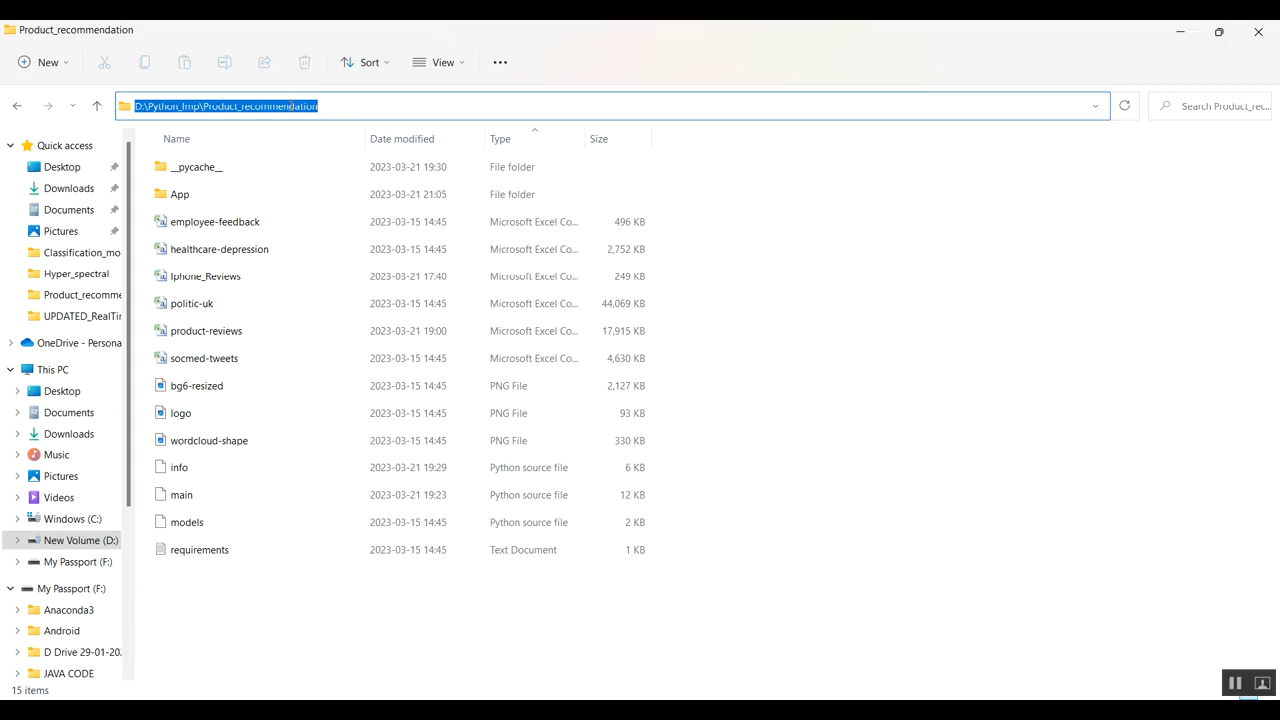 Product_recommendation
New
Sort
View
D:\Python_Imp\Product_recommendation
Search Product_rec...
Name Date modified Type Size
Quick access
Desktop
Downloads
Documents
Pictures
Classification_mo
Hyper_spectral
Product_recomme
UPDATED_RealTir
OneDrive - Persona
This PC
Desktop
Documents
Downloads
Music
Pictures
Videos
Windows (C:)
New Volume (D:)
My Passport (F:)
My Passport (F:)
Anaconda3
Android
D Drive 29-01-20
JAVA CODE
__pycache__ 2023-03-21 19:30 File folder
App 2023-03-21 21:05 File folder
employee-feedback 2023-03-15 14:45 Microsoft Excel Co... 496 KB
healthcare-depression 2023-03-15 14:45 Microsoft Excel Co... 2,752 KB
Iphone_Reviews 2023-03-21 17:40 Microsoft Excel Co... 249 KB
politic-uk 2023-03-15 14:45 Microsoft Excel Co... 44,069 KB
product-reviews 2023-03-21 19:00 Microsoft Excel Co... 17,915 KB
socmed-tweets 2023-03-15 14:45 Microsoft Excel Co... 4,630 KB
bg6-resized 2023-03-15 14:45 PNG File 2,127 KB
logo 2023-03-15 14:45 PNG File 93 KB
wordcloud-shape 2023-03-15 14:45 PNG File 330 KB
info 2023-03-21 19:29 Python source file 6 KB
main 2023-03-21 19:23 Python source file 12 KB
models 2023-03-15 14:45 Python source file 2 KB
requirements 2023-03-15 14:45 Text Document 1 KB
15 items